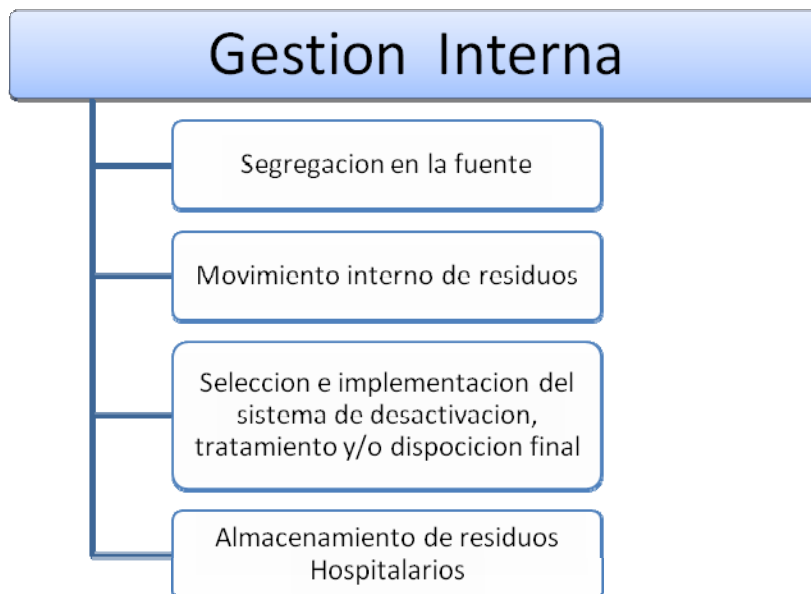 Gestion Interna
Segregacion en la fuente
Movimiento interno de residuos
Seleccion e implementacion del
sistema de desactivacion,
tratamiento y/o dispocicion final
Almacenamiento de residuos
Hospitalarios